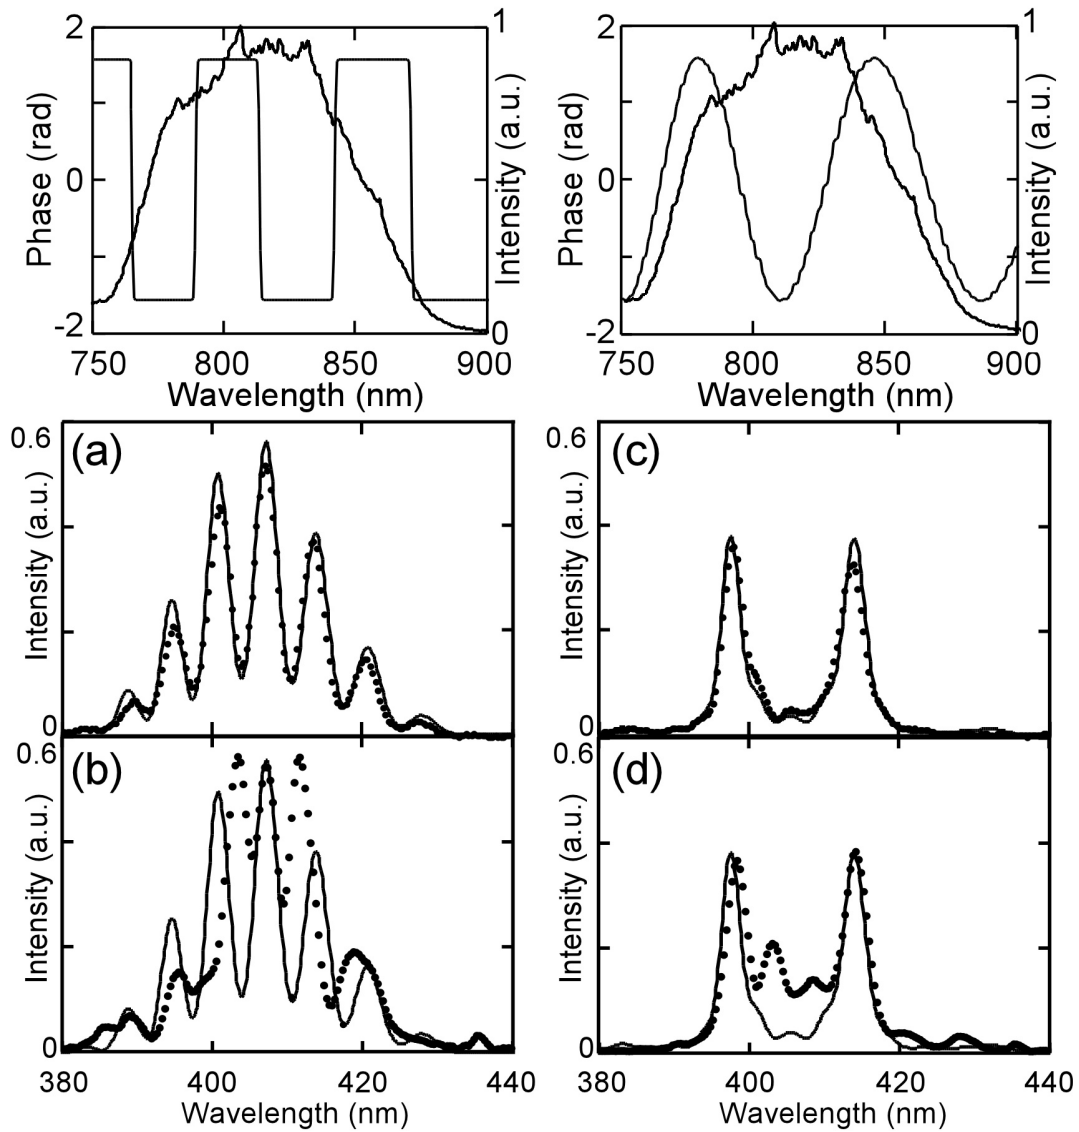 2
1
0
-2
0
Phase (rad)
Intensity (a.u.)
750
800
850
900
Wavelength (nm)
2
1
0
-2
0
Phase (rad)
Intensity (a.u.)
750
800
850
900
Wavelength (nm)
0.6
(a)
Intensity (a.u.)
0
0.6
(c)
Intensity (a.u.)
0
0.6
(b)
Intensity (a.u.)
0
380
400
420
440
Wavelength (nm)
0.6
(d)
Intensity (a.u.)
0
380
400
420
440
Wavelength (nm)